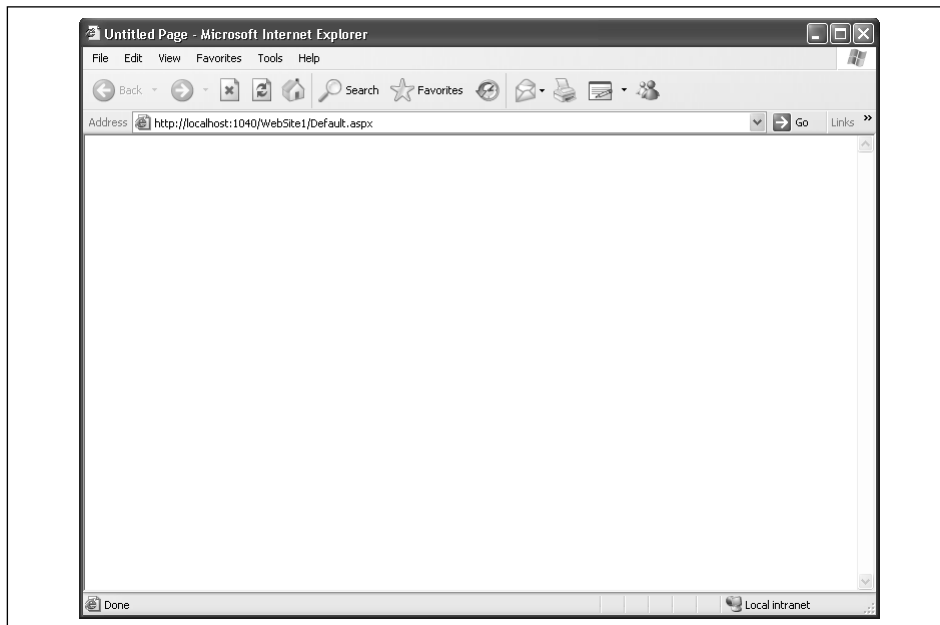 Untitled Page - Microsoft Internet Explorer
File Edit View Favorites Tools Help
Back Search Favorites
Address http://localhost:1040/WebSite1/Default.aspx Go Links »
Done Local intranet